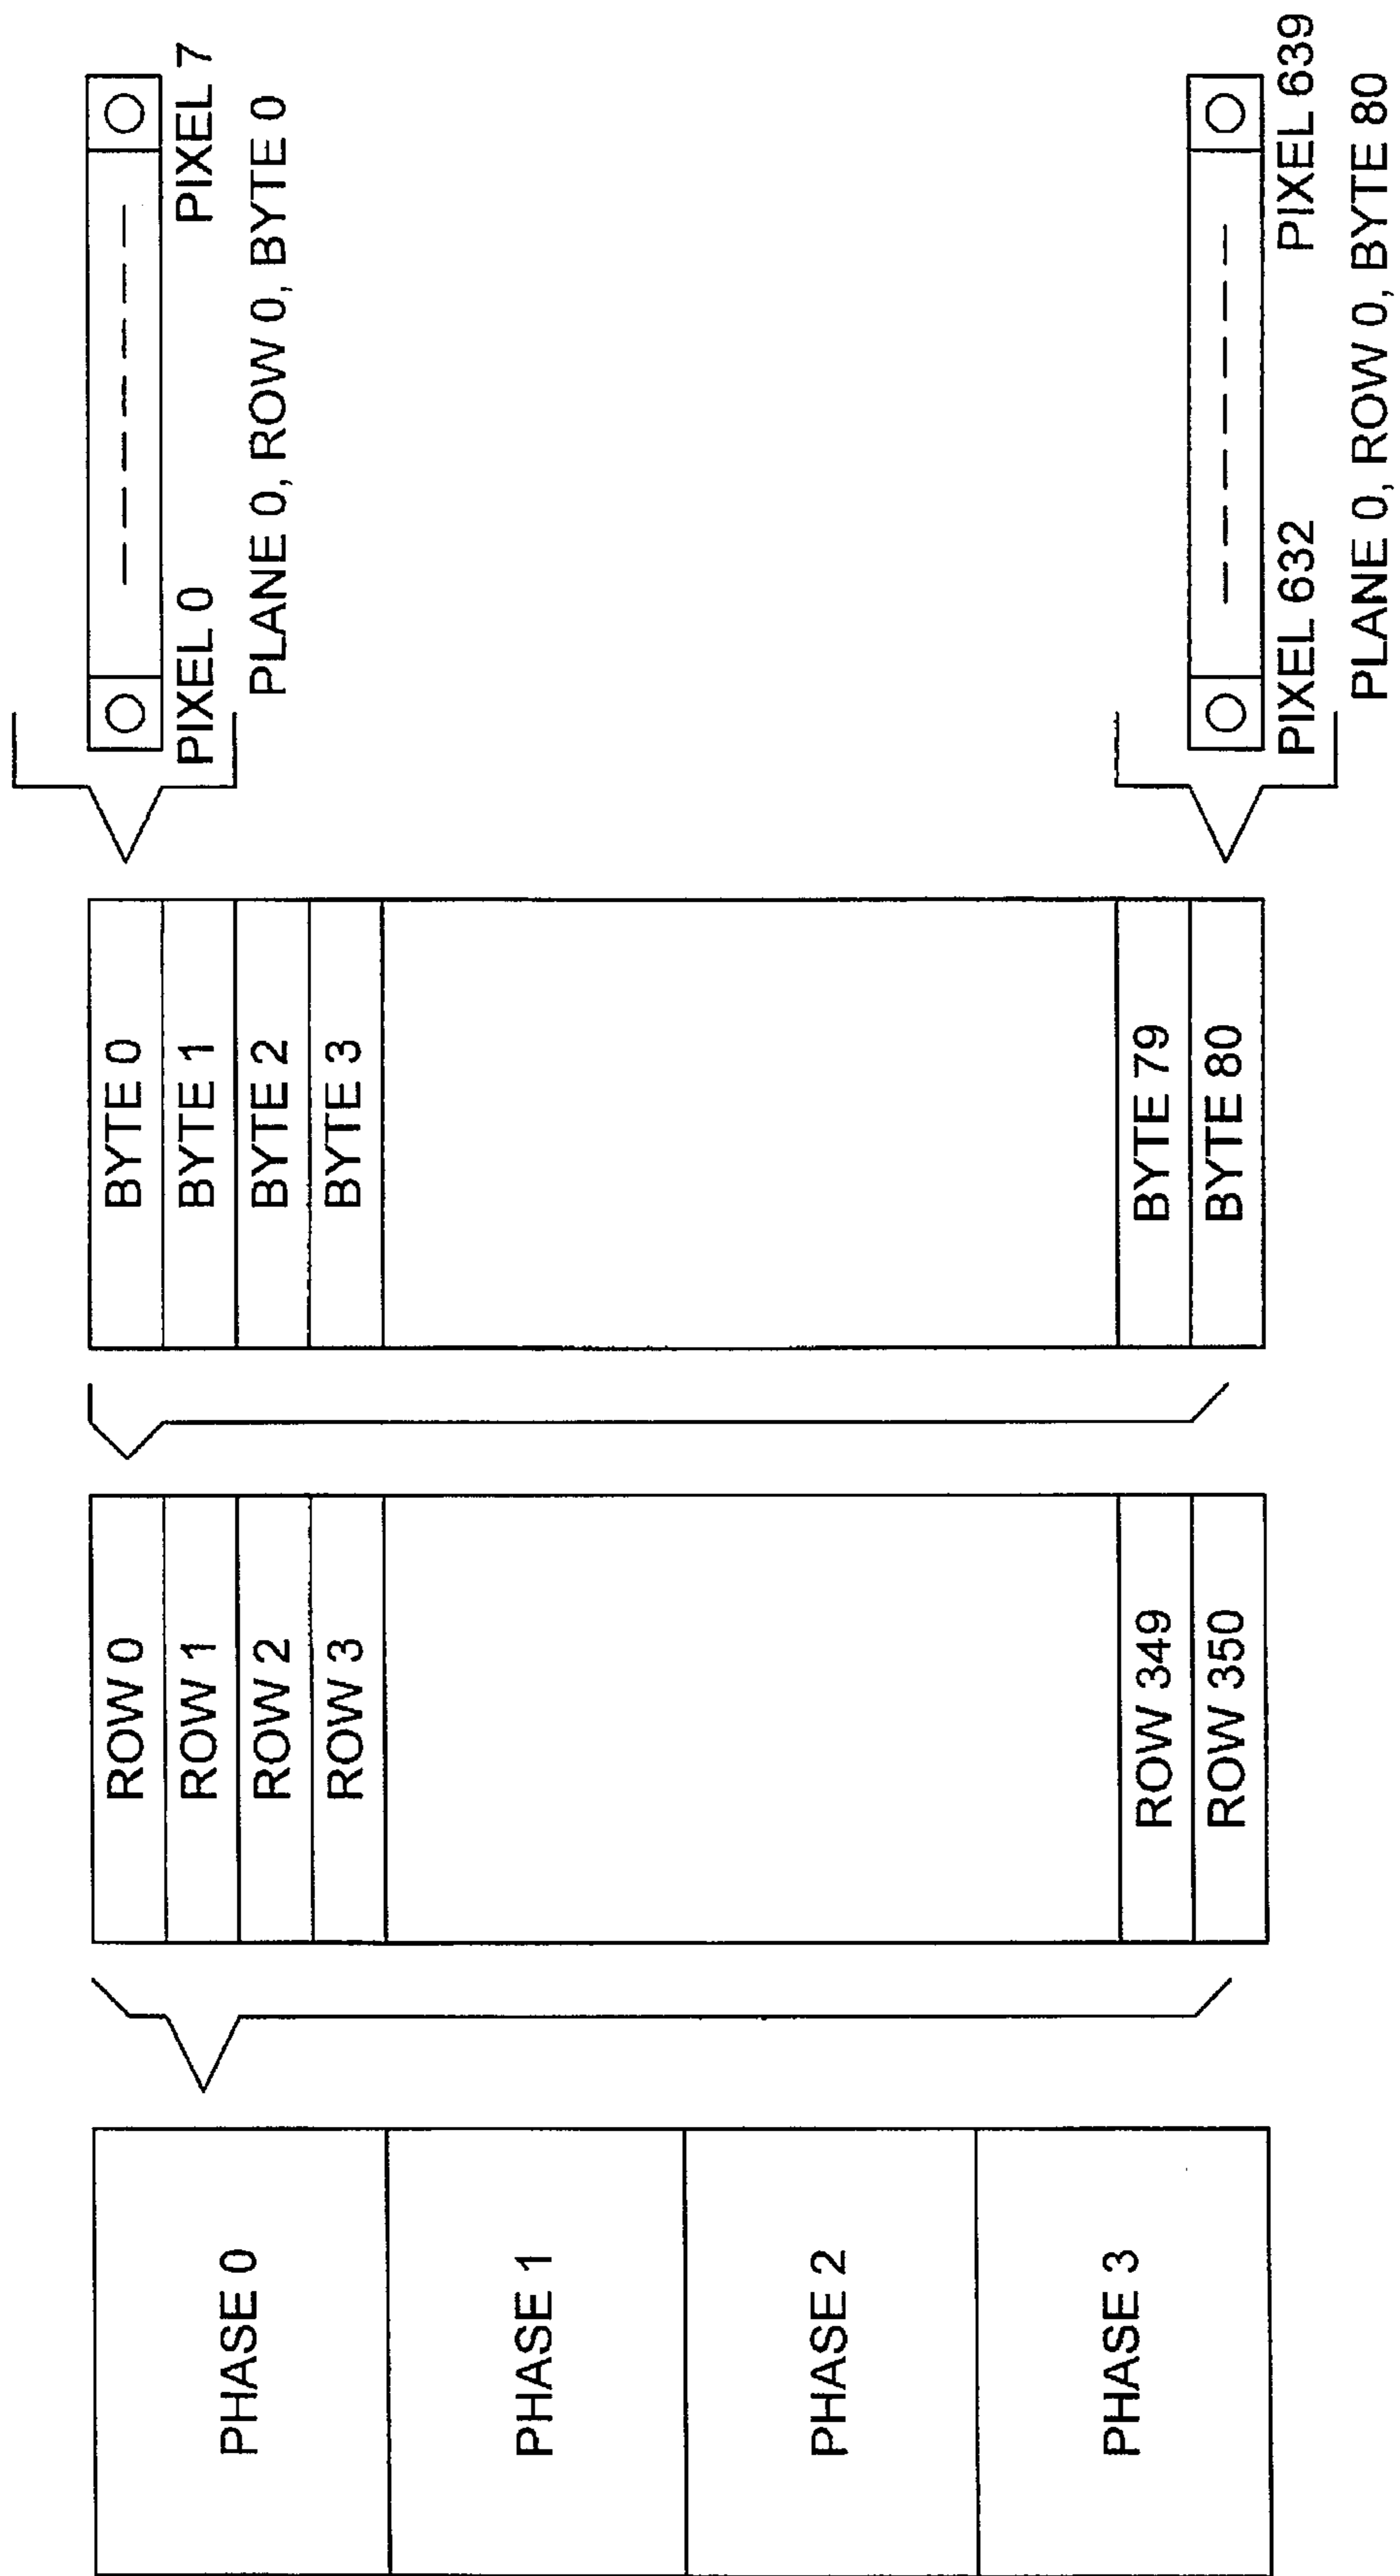 PHASE 0
PHASE 1
PHASE 2
PHASE 3
ROW 0
ROW 1
ROW 2
ROW 3
ROW 349
ROW 350
BYTE 0
BYTE 1
BYTE 2
BYTE 3
BYTE 79
BYTE 80
PIXEL 0 PIXEL 7
PLANE 0, ROW 0, BYTE 0
PIXEL 632 PIXEL 639
PLANE 0, ROW 0, BYTE 80